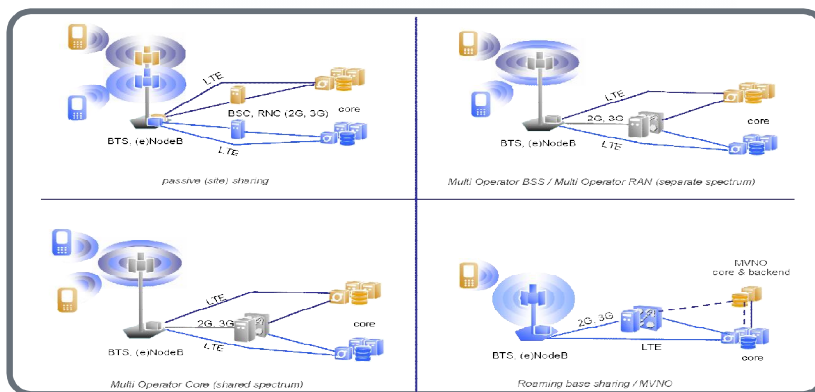 LTE
BSC, RNC (2G, 3G)
core
BTS, (e)NodeB
LTE
passive (site) sharing
LTE
2G, 3G
core
BTS, (e)NodeB
LTE
Multi Operator BSS / Multi Operator RAN (separate spectrum)
LTE
2G, 3G
core
BTS, (e)NodeB
LTE
Multi Operator Core (shared spectrum)
MVNO
core & backend
2G, 3G
LTE
BTS, (e)NodeB
core
Roaming base sharing / MVNO